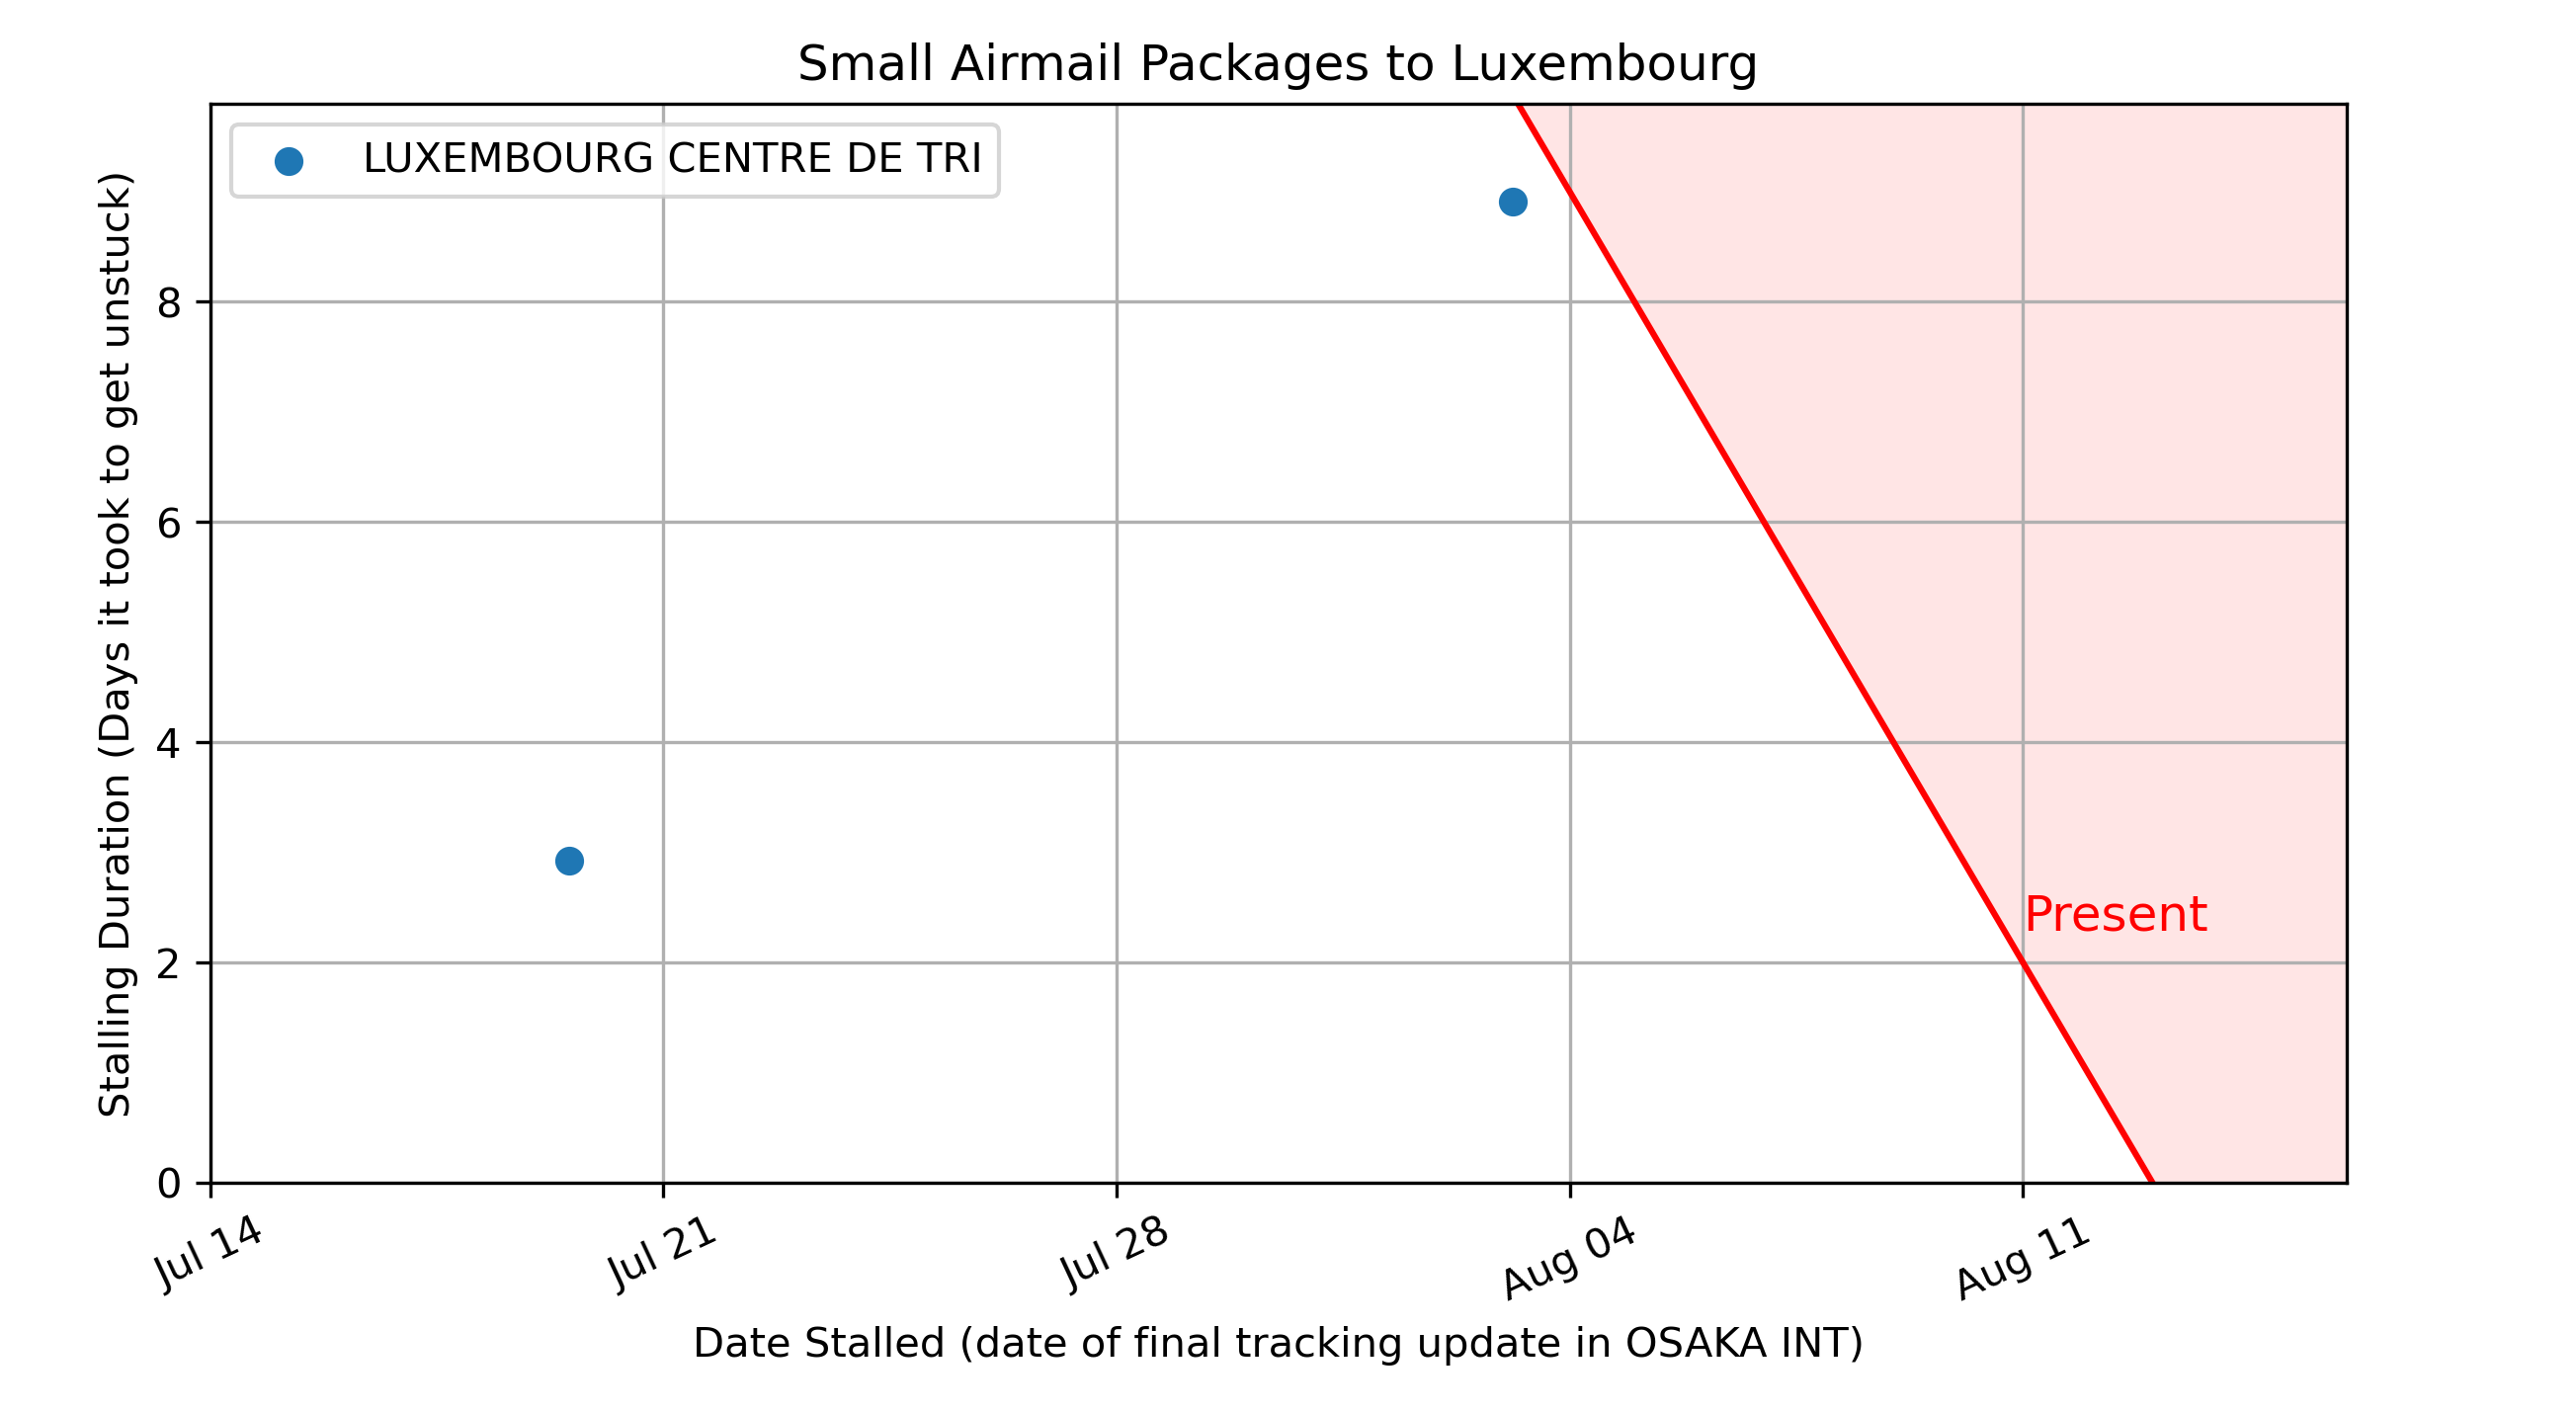 Small Airmail Packages to Luxembourg
LUXEMBOURG CENTRE DE TRI
Stalling Duration (Days it took to get unstuck)
8
6
4
2
0
Present
Jul 14
Jul 21
Jul 28
Aug 04
Aug 11
Date Stalled (date of final tracking update in OSAKA INT)